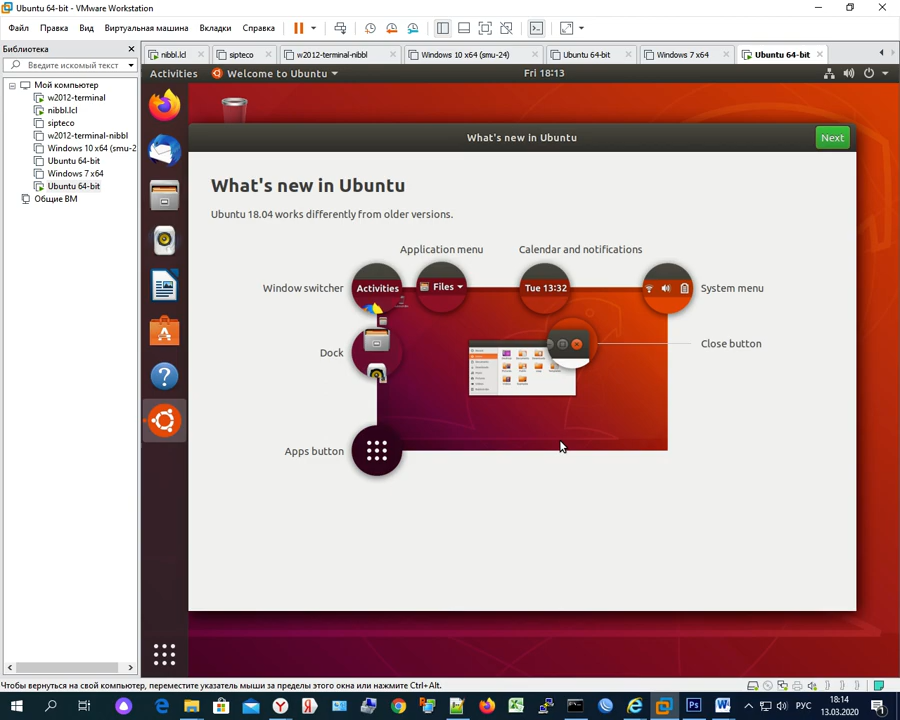 Ubuntu 64-bit - VMware Workstation
Файл Правка Вид Виртуальная машина Вкладки Справка
Библиотека
Введите искомый текст
Мой компьютер
w2012-terminal
nibbl.lcl
sipteco
w2012-terminal-nibbl
Windows 10 x64 (smu-2
Ubuntu 64-bit
Windows 7 x64
Ubuntu 64-bit
Общие ВМ
nibbl.lcl sipteco w2012-terminal-nibbl Windows 10 x64 (smu-24) Ubuntu 64-bit Windows 7 x64 Ubuntu 64-bit
Activities Welcome to Ubuntu Fri 18:13
What's new in Ubuntu Next
What's new in Ubuntu
Ubuntu 18.04 works differently from older versions.
Application menu Calendar and notifications
Window switcher Activities Files Tue 13:32 System menu
Dock Close button
Apps button
Чтобы вернуться на свой компьютер, переместите указатель мыши за пределы этого окна или нажмите Ctrl+Alt.
РУС
18:14
13.03.2020